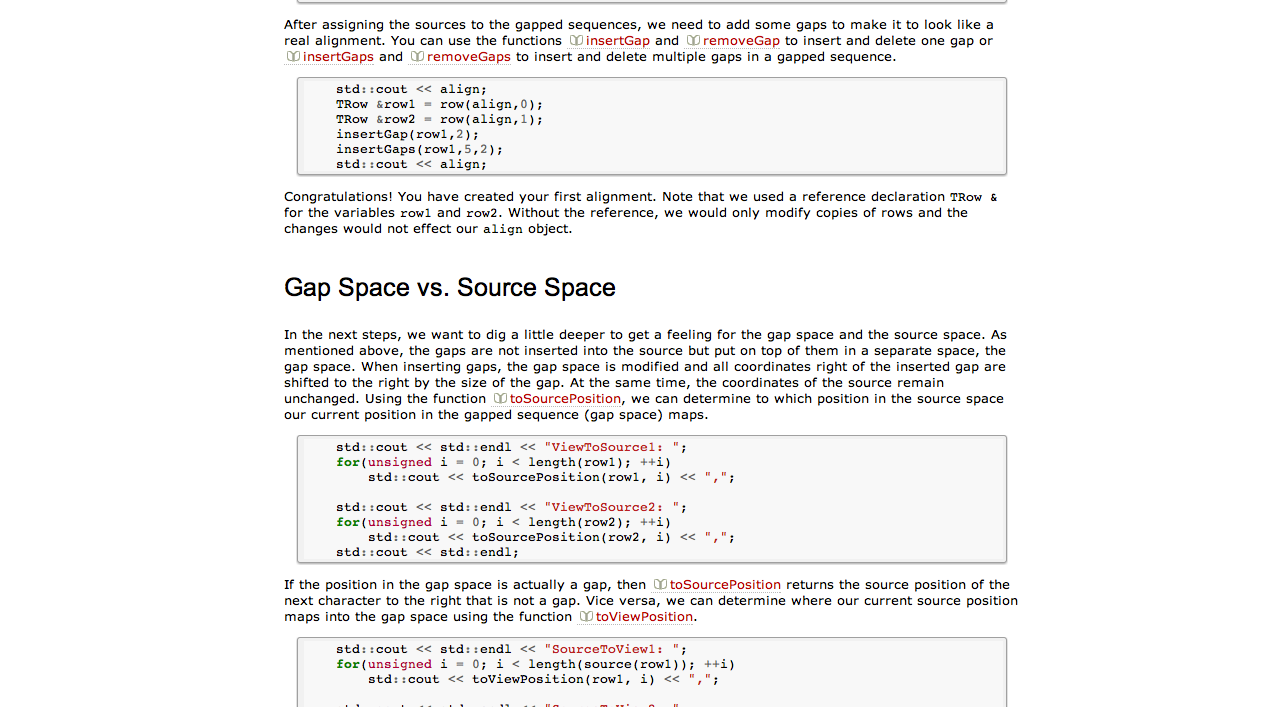 After assigning the sources to the gapped sequences, we need to add some gaps to make it to look like a
real alignment. You can use the functions insertGap and removeGap to insert and delete one gap or
insertGaps and removeGaps to insert and delete multiple gaps in a gapped sequence.
std::cout << align;
TRow &row1 = row(align,0);
TRow &row2 = row(align,1);
insertGap(row1,2);
insertGaps(row1,5,2);
std::cout << align;
Congratulations! You have created your first alignment. Note that we used a reference declaration TRow &
for the variables row1 and row2. Without the reference, we would only modify copies of rows and the
changes would not effect our align object.
Gap Space vs. Source Space
In the next steps, we want to dig a little deeper to get a feeling for the gap space and the source space. As
mentioned above, the gaps are not inserted into the source but put on top of them in a separate space, the
gap space. When inserting gaps, the gap space is modified and all coordinates right of the inserted gap are
shifted to the right by the size of the gap. At the same time, the coordinates of the source remain
unchanged. Using the function toSourcePosition, we can determine to which position in the source space
our current position in the gapped sequence (gap space) maps.
std::cout << std::endl << "ViewToSource1: ";
for(unsigned i = 0; i < length(row1); ++i)
    std::cout << toSourcePosition(row1, i) << ",";
std::cout << std::endl << "ViewToSource2: ";
for(unsigned i = 0; i < length(row2); ++i)
    std::cout << toSourcePosition(row2, i) << ",";
std::cout << std::endl;
If the position in the gap space is actually a gap, then toSourcePosition returns the source position of the
next character to the right that is not a gap. Vice versa, we can determine where our current source position
maps into the gap space using the function toViewPosition.
std::cout << std::endl << "SourceToView1: ";
for(unsigned i = 0; i < length(source(row1)); ++i)
    std::cout << toViewPosition(row1, i) << ",";